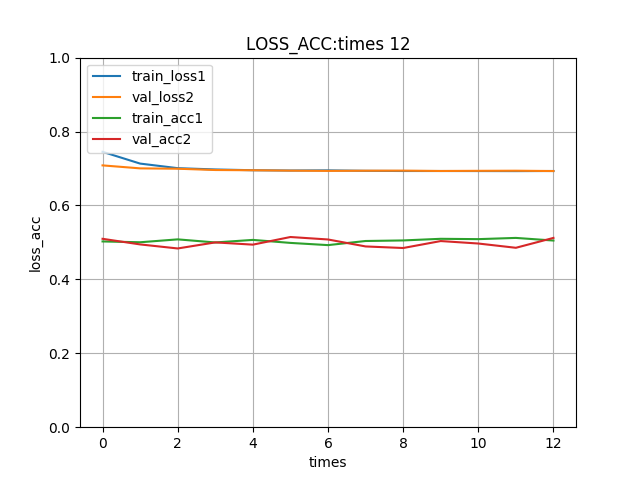 LOSS_ACC:times 12
train_loss1
val_loss2
train_acc1
val_acc2
1.0
0.8
0.6
0.4
0.2
0.0
loss_acc
0 2 4 6 8 10 12
times